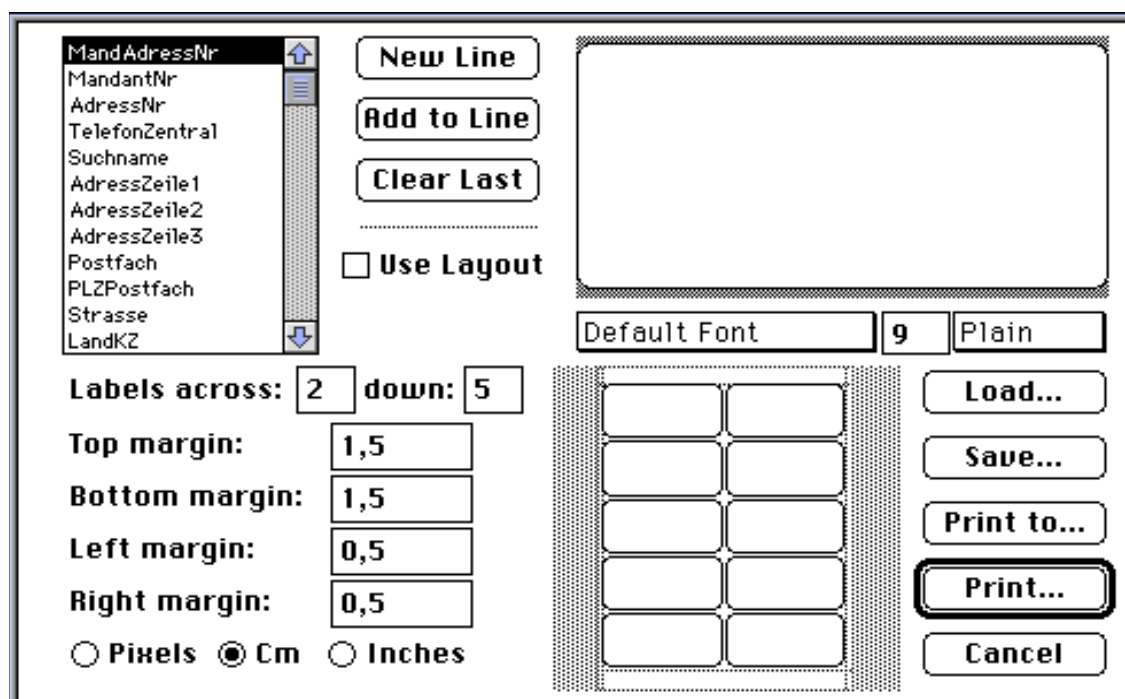 MandAdressNr
MandantNr
AdressNr
TelefonZentral
Suchname
AdressZeile1
AdressZeile2
AdressZeile3
Postfach
PLZPostfach
Strasse
LandKZ
New Line
Add to Line
Clear Last
Use Layout
Default Font 9 Plain
Labels across: 2 down: 5
Top margin: 1,5
Bottom margin: 1,5
Left margin: 0,5
Right margin: 0,5
Pixels Cm Inches
Load...
Save...
Print to...
Print...
Cancel